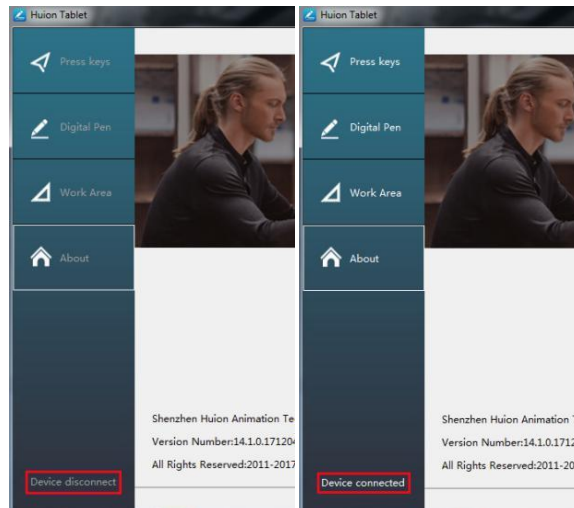 Huion Tablet
Press keys
Digital Pen
Work Area
About
Shenzhen Huion Animation
Version Number:14.1.0.17120
All Rights Reserved:2011-2017
Device disconnect
Huion Tablet
Press keys
Digital Pen
Work Area
About
Shenzhen Huion Animation
Version Number:14.1.0.1712
All Rights Reserved:2011-20
Device connected